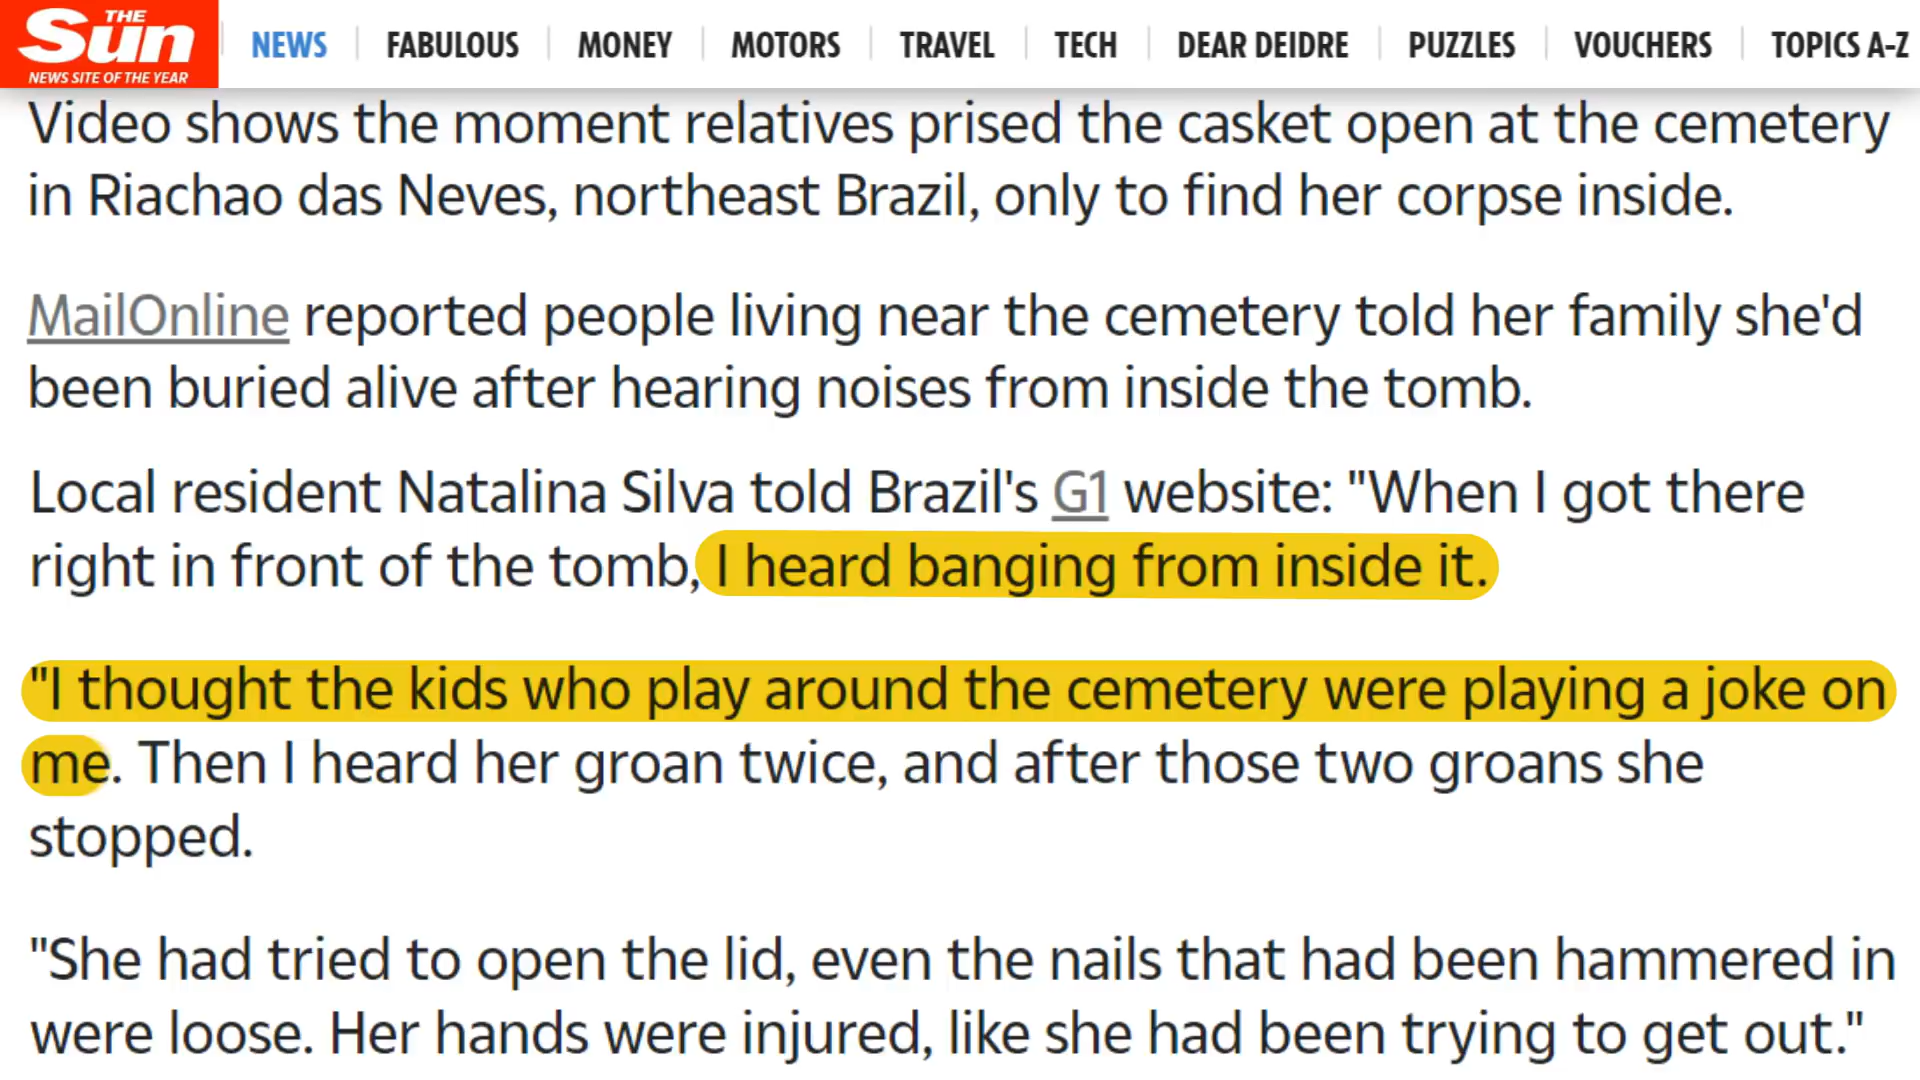 THE
Sun
NEWS SITE OF THE YEAR
NEWS FABULOUS MONEY MOTORS TRAVEL TECH DEAR DEIDRE PUZZLES VOUCHERS TOPICS A-Z
Video shows the moment relatives prised the casket open at the cemetery
in Riachao das Neves, northeast Brazil, only to find her corpse inside.
MailOnline reported people living near the cemetery told her family she'd
been buried alive after hearing noises from inside the tomb.
Local resident Natalina Silva told Brazil's G1 website: "When I got there
right in front of the tomb, I heard banging from inside it.
"I thought the kids who play around the cemetery were playing a joke on
me. Then I heard her groan twice, and after those two groans she
stopped.
"She had tried to open the lid, even the nails that had been hammered in
were loose. Her hands were injured, like she had been trying to get out."